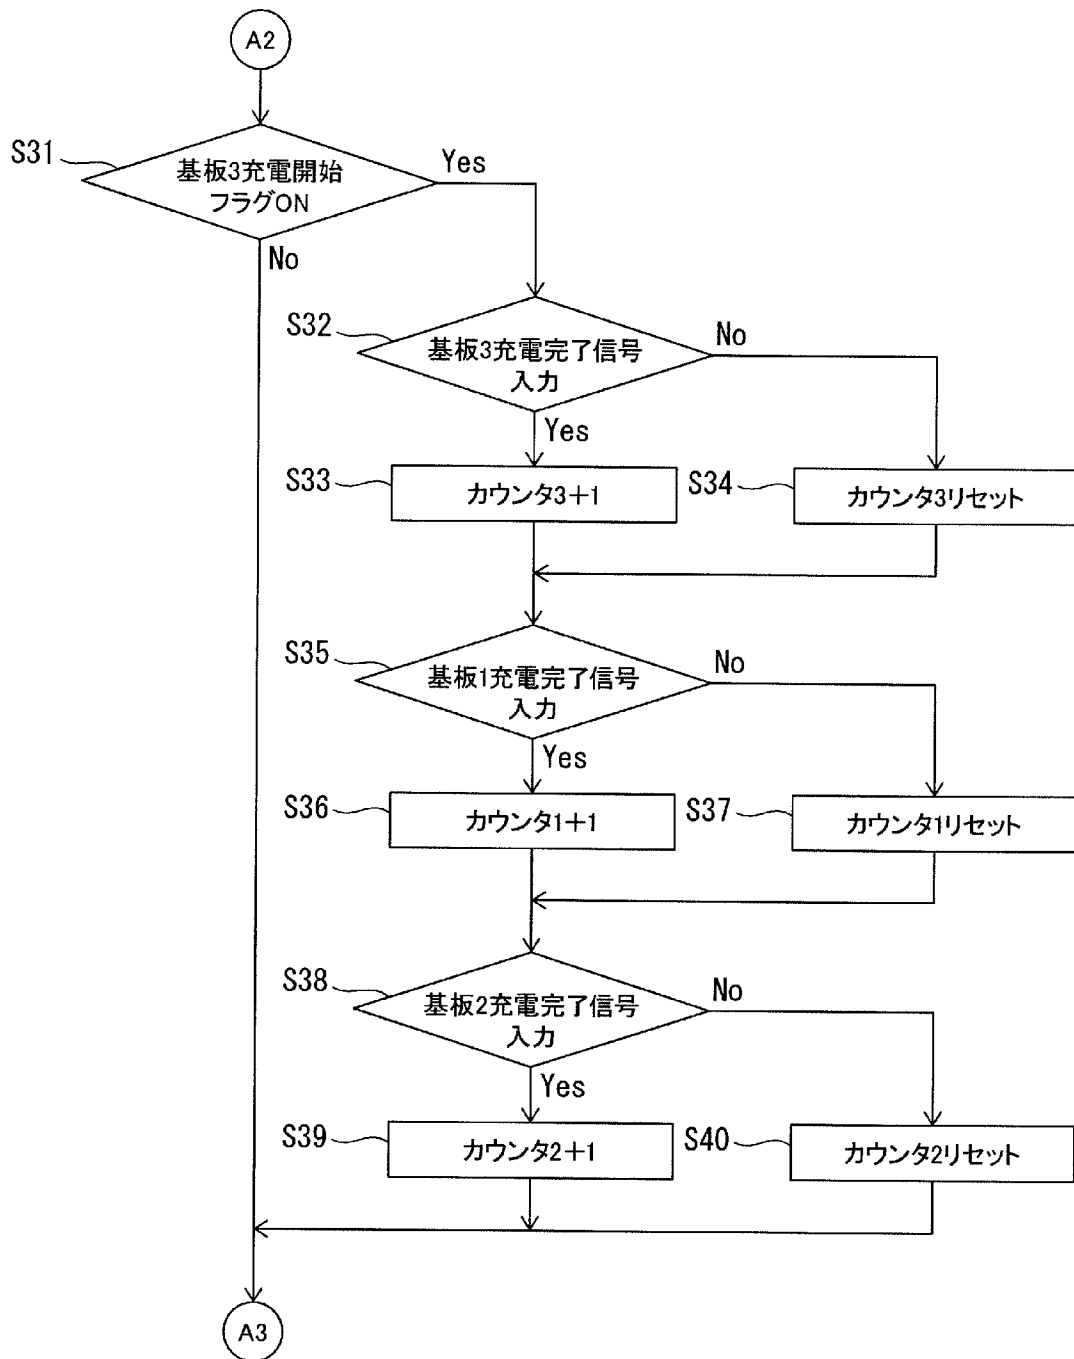 A2
S31
基板3充電開始
フラグON
Yes
No
S32
基板3充電完了信号
入力
No
Yes
S33
カウンタ3+1
S34
カウンタ3リセット
S35
基板1充電完了信号
入力
No
Yes
S36
カウンタ1+1
S37
カウンタ1リセット
S38
基板2充電完了信号
入力
No
Yes
S39
カウンタ2+1
S40
カウンタ2リセット
A3